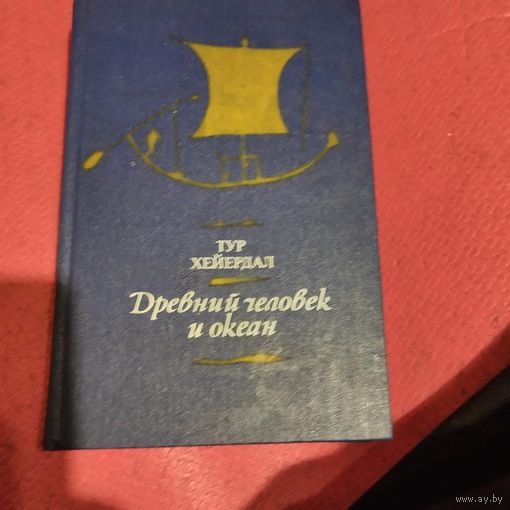 ТУР
ХЕЙЕРДАЛ
Древний человек
и океан
www.ay.by